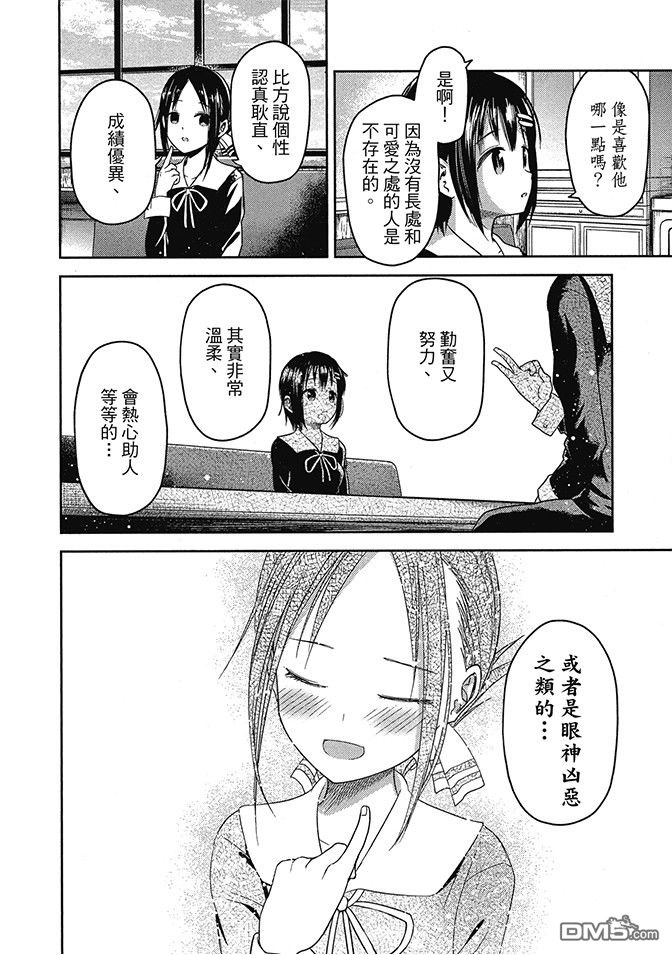 像是喜歡他
哪一點嗎？
是啊！
因為沒有長處和
可愛之處的人是
不存在的。
比方說個性
認真耿直、
成績優異、
勤奮又
努力、
其實非常
溫柔、
會熱心助人
等等的…
或者是眼神凶惡
之類的…
DM5.com